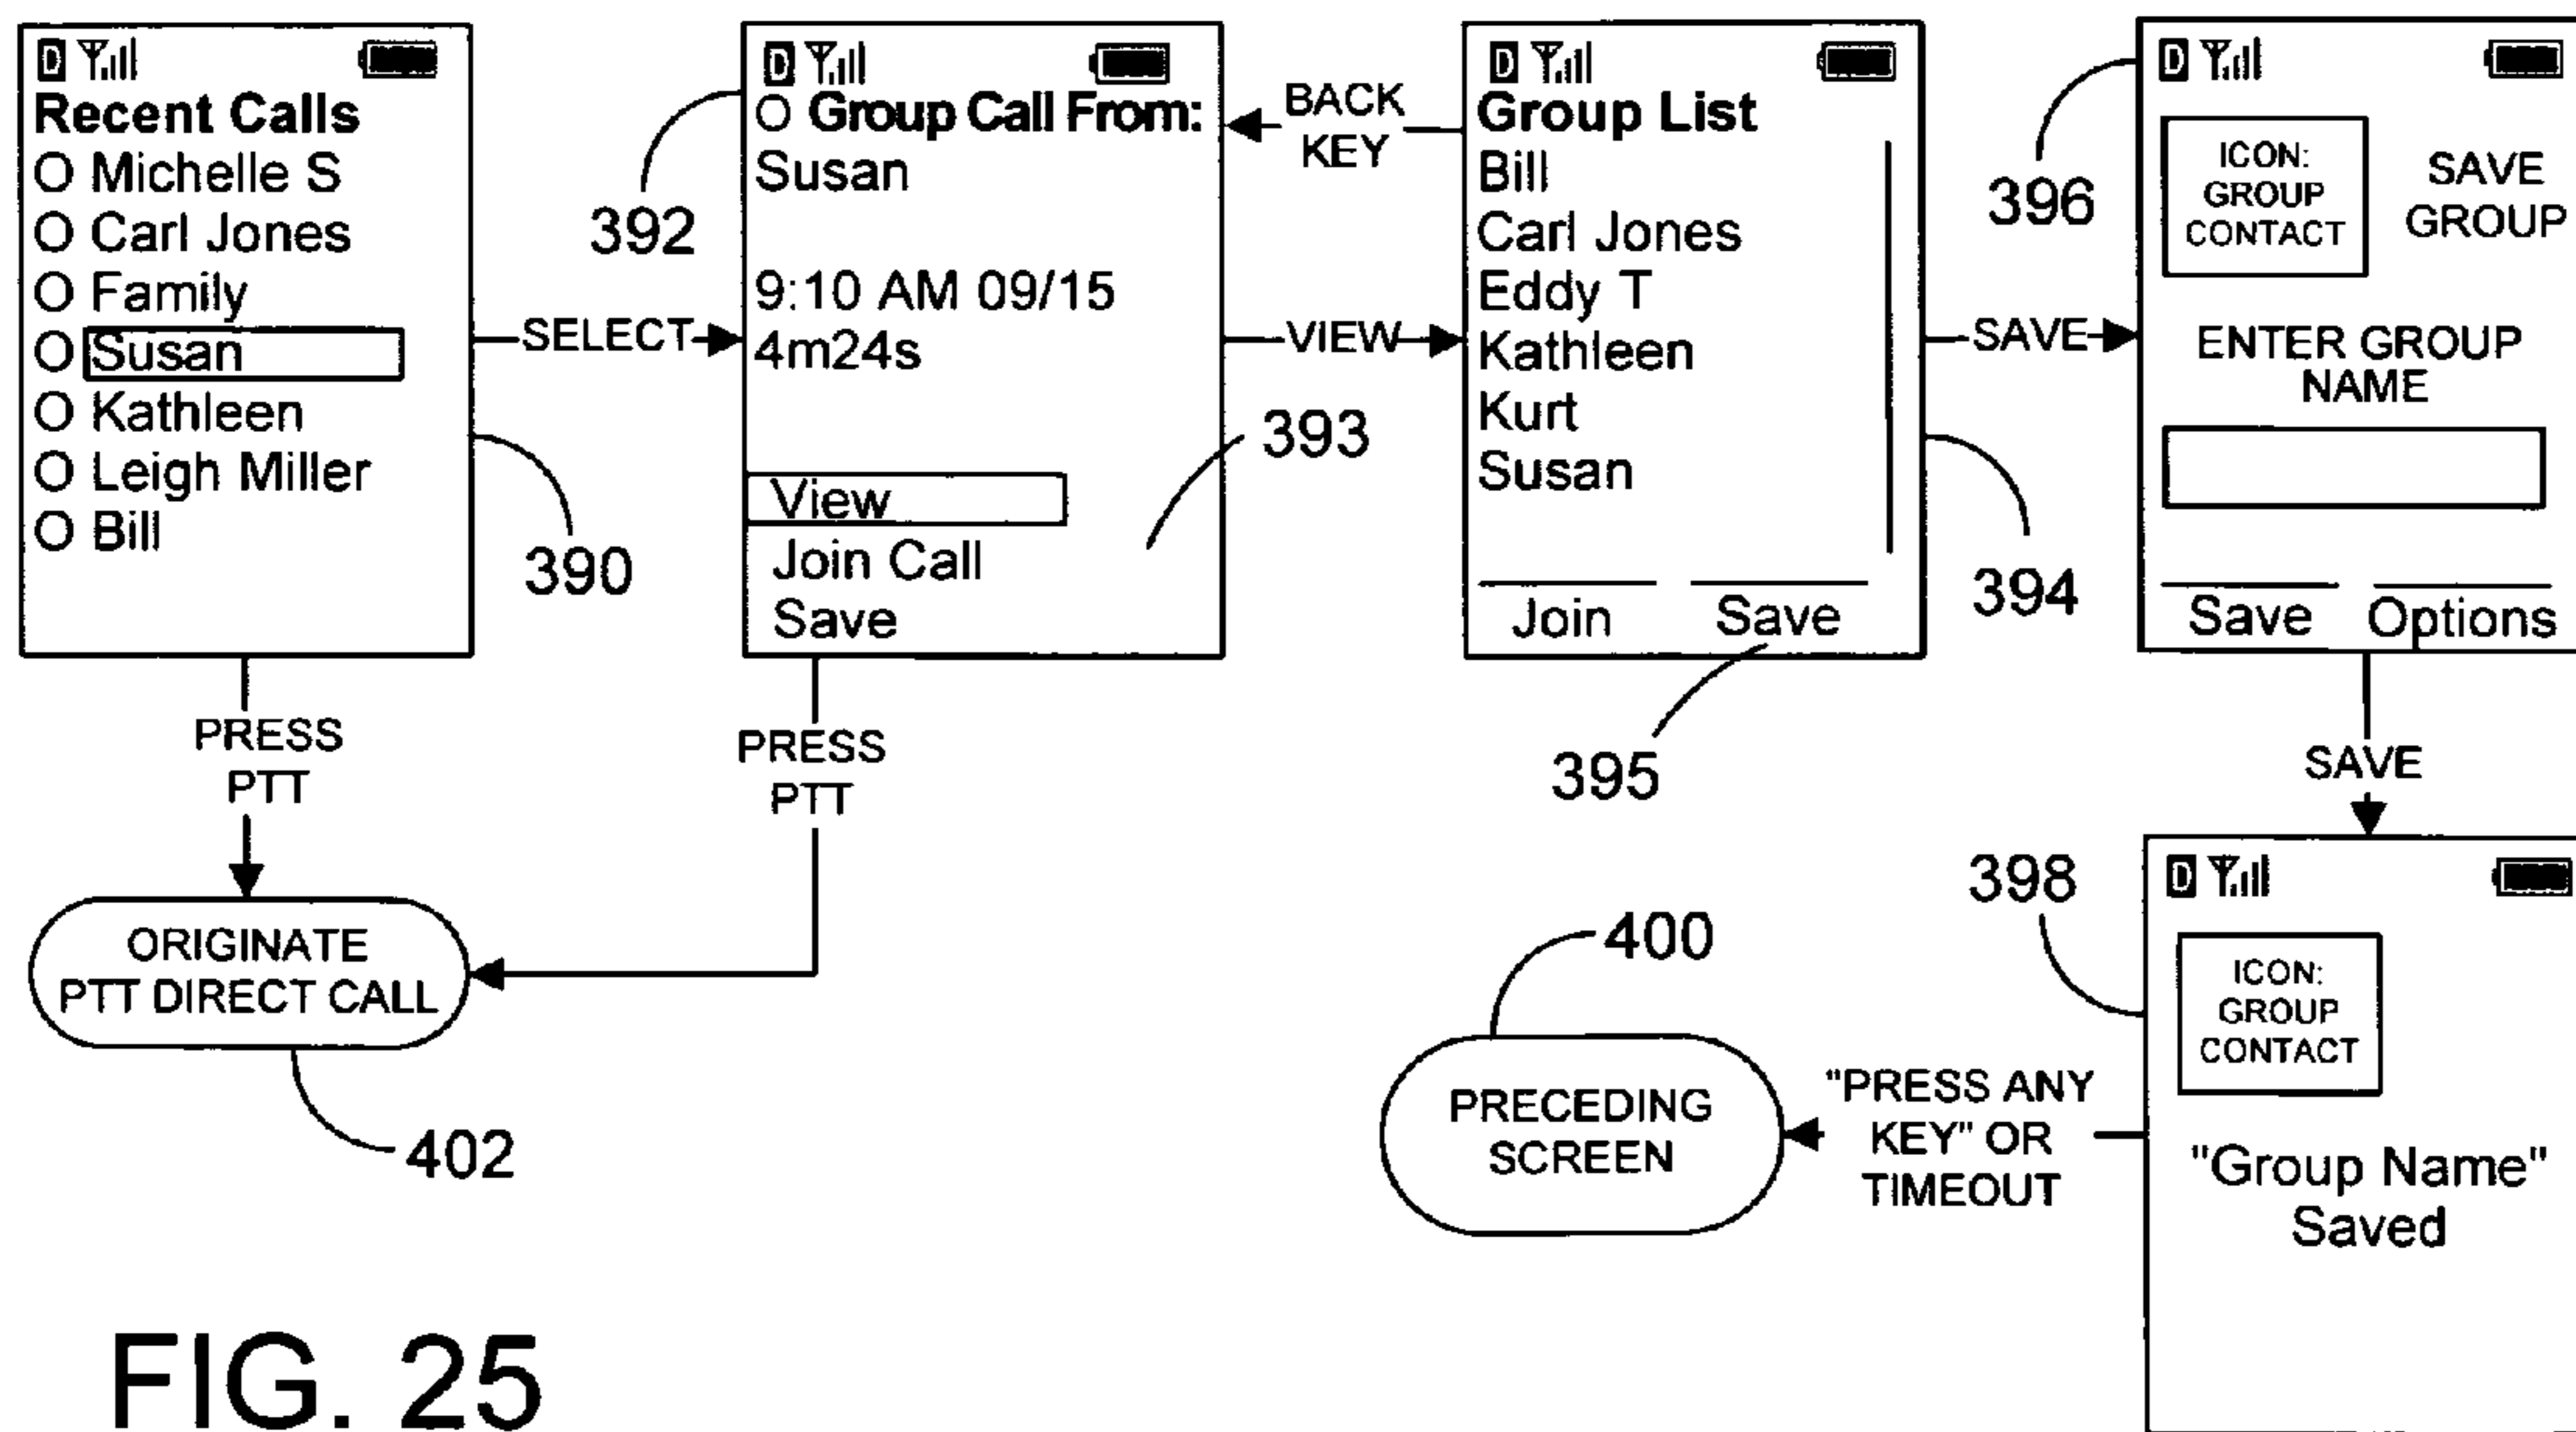 D
Recent Calls
Michelle S
Carl Jones
Family
Susan
Kathleen
Leigh Miller
Bill
390
SELECT
PRESS
PTT
ORIGINATE
PTT DIRECT CALL
402
D
Group Call From:
Susan
9:10 AM 09/15
4m24s
View
Join Call
Save
392
393
PRESS
PTT
BACK
KEY
VIEW
D
Group List
Bill
Carl Jones
Eddy T
Kathleen
Kurt
Susan
Join Save
394
395
SAVE
D
ICON:
GROUP
CONTACT
SAVE
GROUP
ENTER GROUP
NAME
Save Options
396
SAVE
D
ICON:
GROUP
CONTACT
"Group Name"
Saved
398
"PRESS ANY
KEY" OR
TIMEOUT
PRECEDING
SCREEN
400
FIG. 25